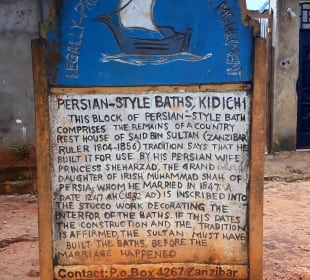 LEGALL
PERSIAN-STYLE BATHS, KIDICHI
THIS BLOCK OF PERSIAN-STYLE BATH
COMPRISES THE REMAINS OF A COUNTRY
REST HOUSE OF SAID BIN SULTAN (ZANZIBAR
RULER 1804-1856) TRADITION SAYS THAT HE
BUILT IT FOR USE BY HIS PERSIAN WIFE,
PRINCESS SHEHARZAD, THE GRAND
DAUGHTER OF IRISH MUHAMMAD SHAH OF
PERSIA, WHOM HE MARRIED IN 1847. A
DATE 1247 AH (1832 AD) IS INSCRIBED INTO
THE STUCCO WORK DECORATING THE
INTERIOR OF THE BATHS. IF THIS DATES
THE CONSTRUCTION AND THE TRADITION
IS AFFIRMED, THE SULTAN MUST HAVE
BUILT THE BATHS, BEFORE THE
MARRIAGE HAPPENED
Contact: P.o.Box 4267 Zanzibar